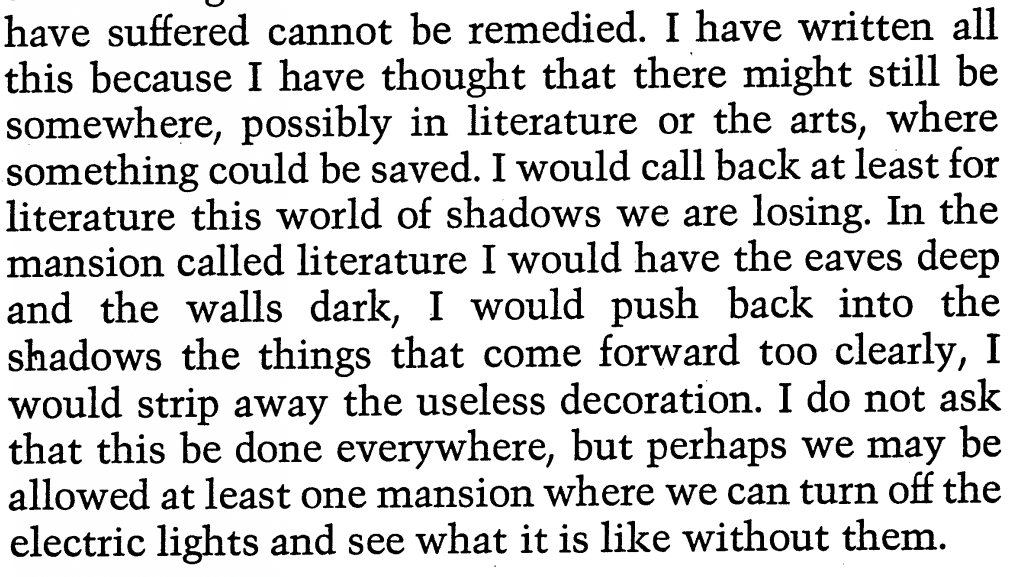 have suffered cannot be remedied. I have written all
this because I have thought that there might still be
somewhere, possibly in literature or the arts, where
something could be saved. I would call back at least for
literature this world of shadows we are losing. In the
mansion called literature I would have the eaves deep
and the walls dark, I would push back into the
shadows the things that come forward too clearly, I
would strip away the useless decoration. I do not ask
that this be done everywhere, but perhaps we may be
allowed at least one mansion where we can turn off the
electric lights and see what it is like without them.